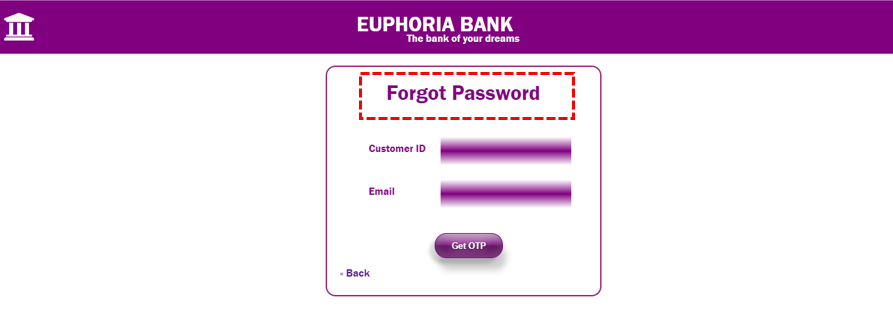 EUPHORIA BANK
The bank of your dreams
Forgot Password
Customer ID
Email
Get OTP
Back